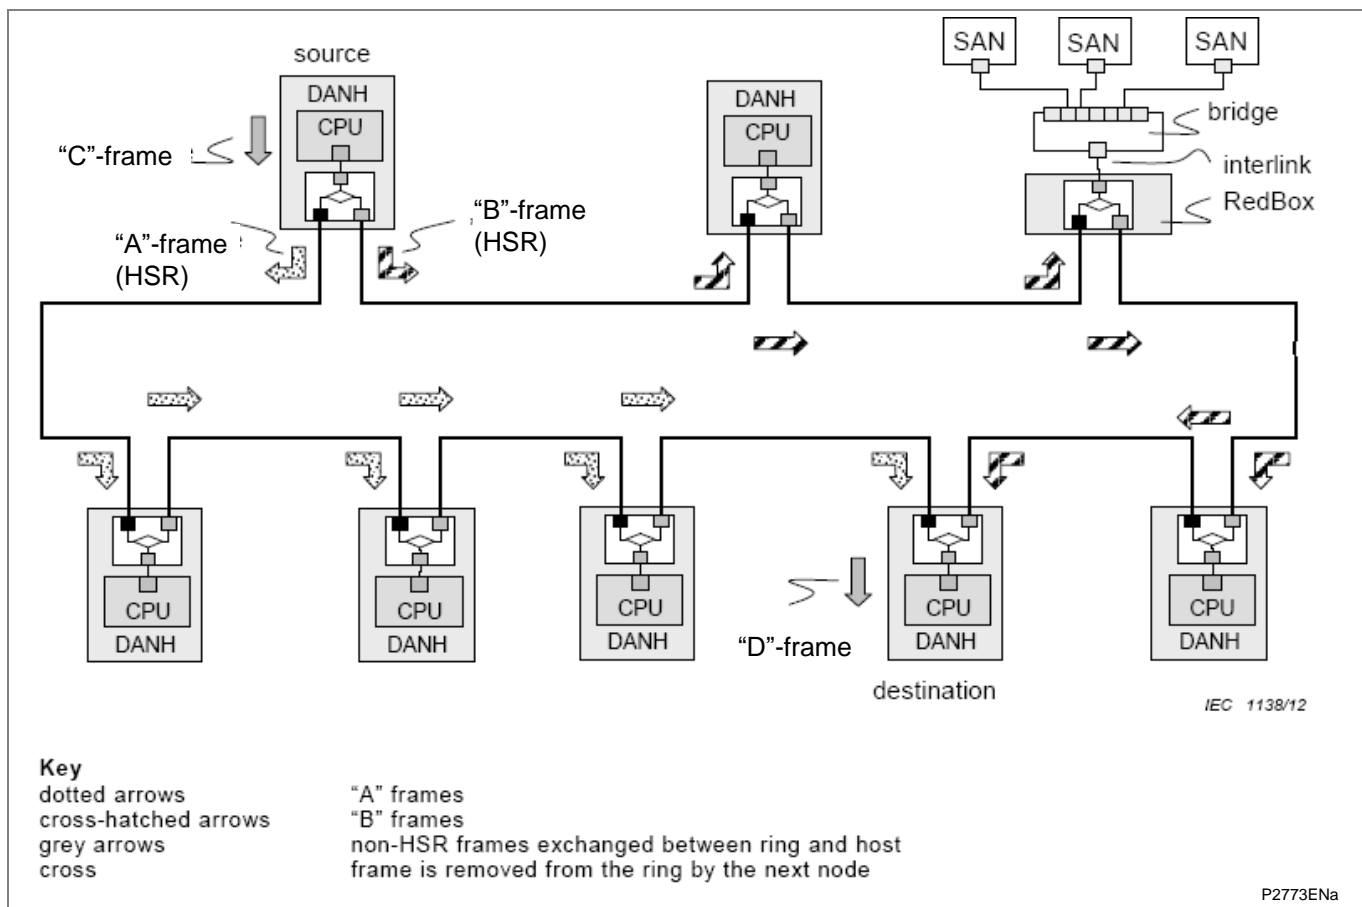 source
SAN
SAN
SAN
DANH
CPU
DANH
CPU
bridge
"C"-frame
interlink
RedBox
"A"-frame
(HSR)
"B"-frame
(HSR)
CPU
DANH
CPU
DANH
CPU
DANH
CPU
DANH
CPU
DANH
"D"-frame
destination
IEC 1138/12
Key
dotted arrows "A" frames
cross-hatched arrows "B" frames
grey arrows non-HSR frames exchanged between ring and host
cross frame is removed from the ring by the next node
P2773ENa